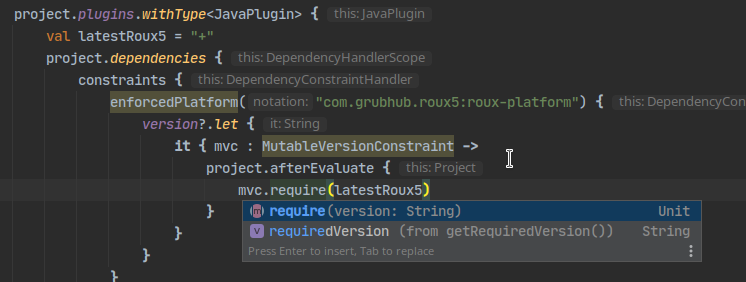 project.plugins.withType<JavaPlugin> { this: JavaPlugin
val latestRoux5 = "+"
project.dependencies { this: DependencyHandlerScope
constraints { this: DependencyConstraintHandler
enforcedPlatform( notation: "com.grubhub.roux5:roux-platform") { this: DependencyCon
version?.let { it: String
it { mvc : MutableVersionConstraint ->
project.afterEvaluate { this: Project
mvc.require(latestRoux5)
} m require(version: String) Unit
} v requiredVersion (from getRequiredVersion()) String
Press Enter to insert, Tab to replace
}
}